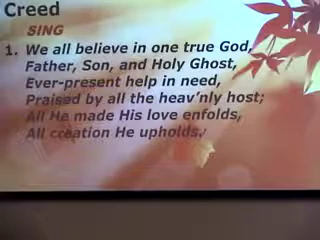 Creed
SING
1. We all believe in one true God,
Father, Son, and Holy Ghost,
Ever-present help in need,
Praised by all the heav'nly host;
All He made His love enfolds,
All creation He upholds.